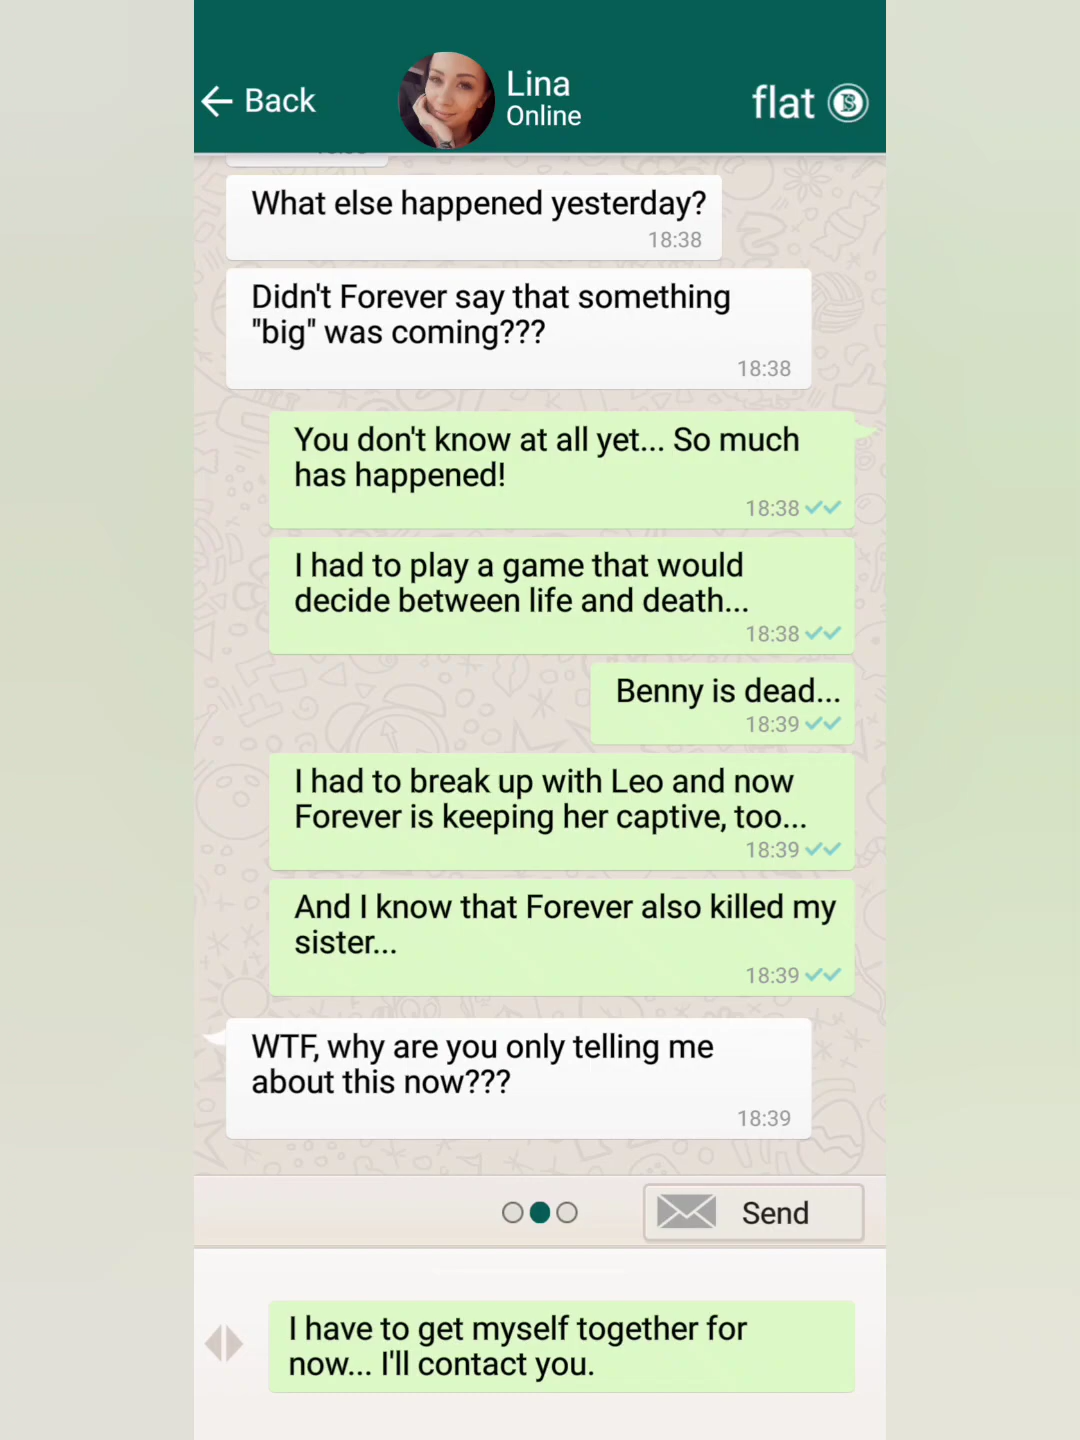 Back
Lina
Online
flat
What else happened yesterday?
18:38
Didn't Forever say that something
"big" was coming???
18:38
You don't know at all yet... So much
has happened!
18:38
I had to play a game that would
decide between life and death...
18:38
Benny is dead...
18:39
I had to break up with Leo and now
Forever is keeping her captive, too...
18:39
And I know that Forever also killed my
sister...
18:39
WTF, why are you only telling me
about this now???
18:39
Send
I have to get myself together for
now... I'll contact you.